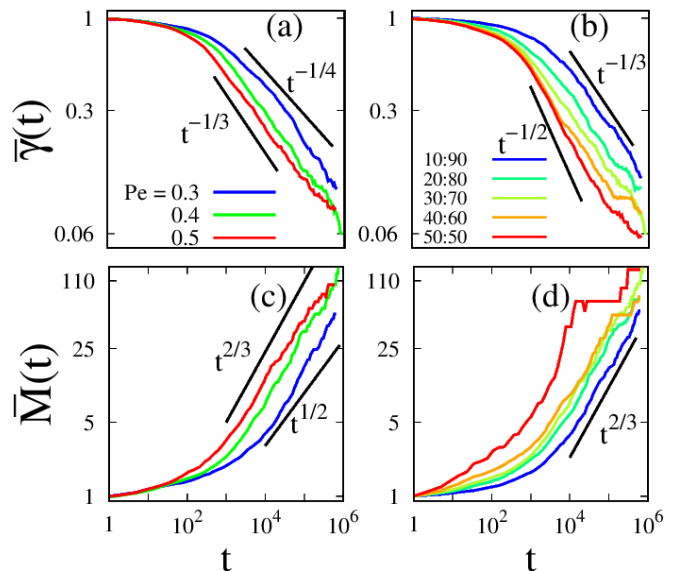 1
(a)
t^{-1/4}
0.3
t^{-1/3}
γ̅(t)
Pe = 0.3
0.4
0.5
0.06
1
(b)
t^{-1/3}
0.3
t^{-1/2}
10:90
20:80
30:70
40:60
50:50
0.06
110
(c)
t^{2/3}
25
M̅(t)
5
t^{1/2}
1
1 10^2 10^4 10^6
t
110
(d)
25
5
t^{2/3}
1
1 10^2 10^4 10^6
t